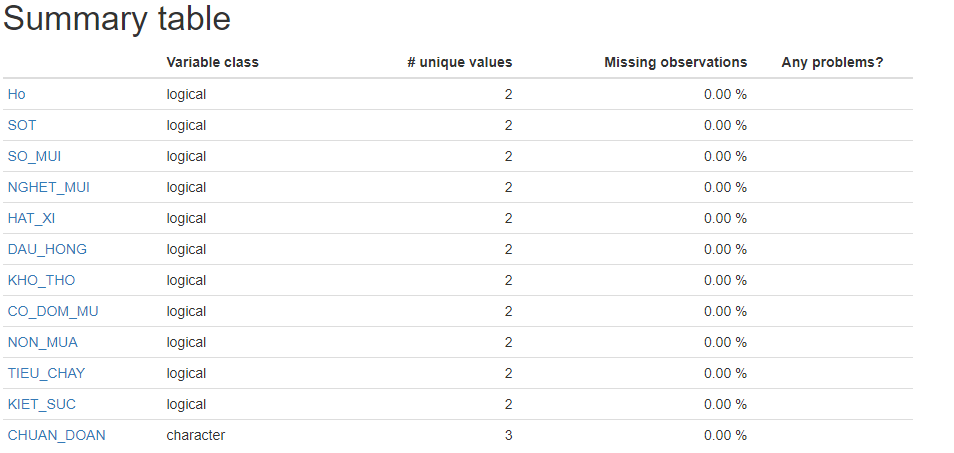 Summary table
Variable class # unique values Missing observations Any problems?
Ho logical 2 0.00 %
SOT logical 2 0.00 %
SO_MUI logical 2 0.00 %
NGHET_MUI logical 2 0.00 %
HAT_XI logical 2 0.00 %
DAU_HONG logical 2 0.00 %
KHO_THO logical 2 0.00 %
CO_DOM_MU logical 2 0.00 %
NON_MUA logical 2 0.00 %
TIEU_CHAY logical 2 0.00 %
KIET_SUC logical 2 0.00 %
CHUAN_DOAN character 3 0.00 %